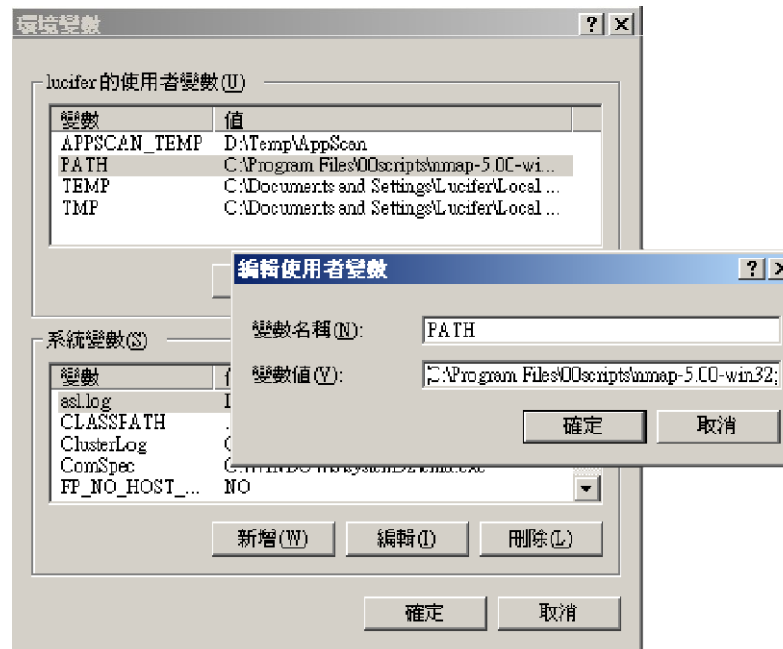 環境變數
lucifer 的使用者變數(U)
變數 值
APPSCAN_TEMP D:\Temp\AppScan
PATH C:\Program Files\00scripts\nmap-5.00-wi...
TEMP C:\Documents and Settings\Lucifer\Local ...
TMP C:\Documents and Settings\Lucifer\Local ...
編輯使用者變數
變數名稱(N): PATH
變數值(V): C:\Program Files\00scripts\nmap-5.00-win32;
確定 取消
系統變數(S)
變數
asl.log
CLASSPATH
ClusterLog
ComSpec
FP_NO_HOST_... NO
新增(W) 編輯(I) 刪除(L)
確定 取消